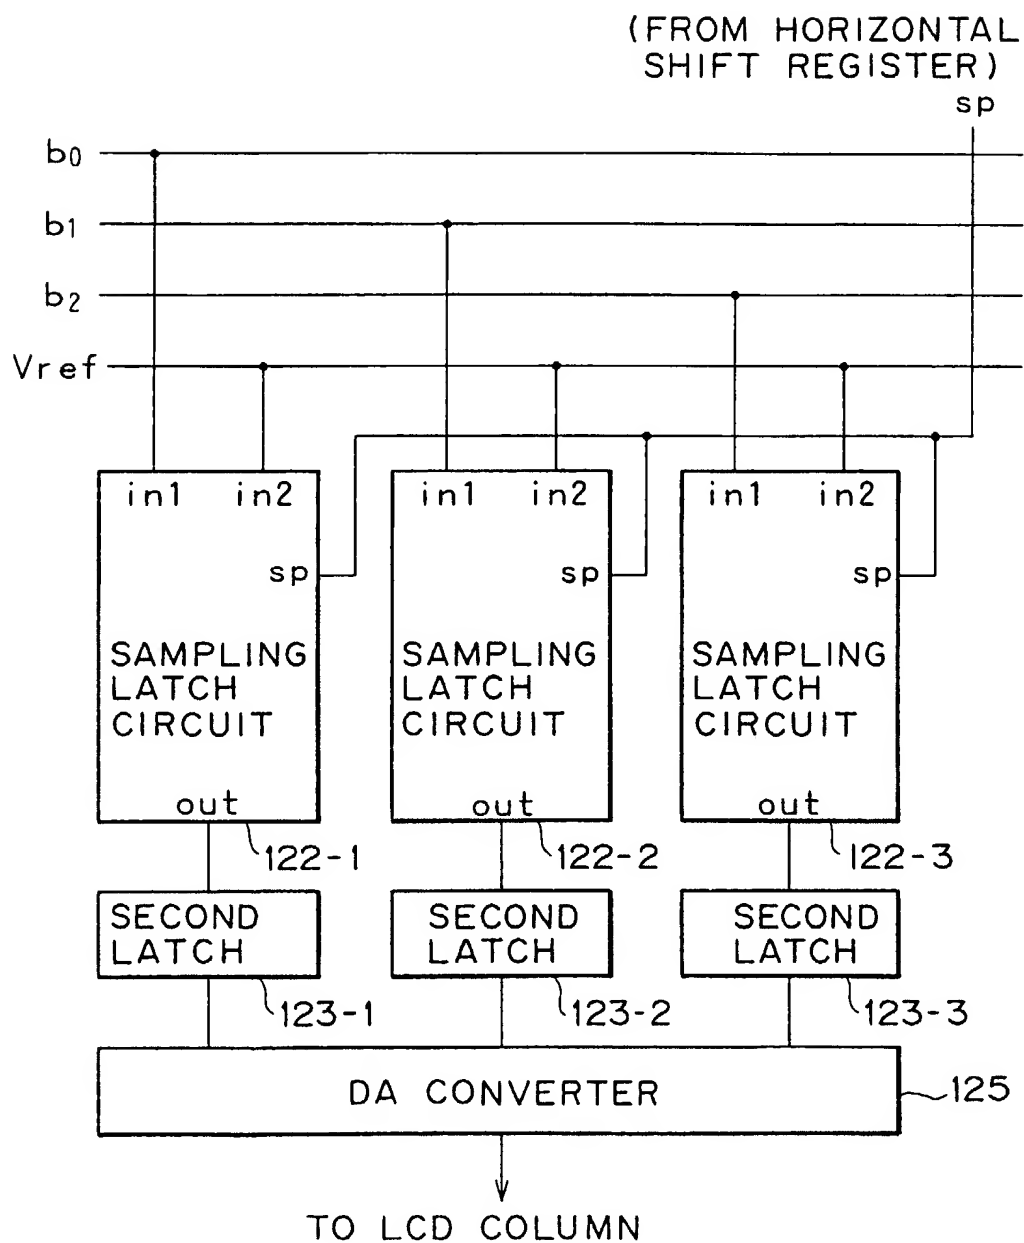 (FROM HORIZONTAL
SHIFT REGISTER)
sp
b0
b1
b2
Vref
in1 in2
in1 in2
in1 in2
sp
sp
sp
SAMPLING
LATCH
CIRCUIT
SAMPLING
LATCH
CIRCUIT
SAMPLING
LATCH
CIRCUIT
out
out
out
122-1
122-2
122-3
SECOND
LATCH
SECOND
LATCH
SECOND
LATCH
123-1
123-2
123-3
DA CONVERTER
125
TO LCD COLUMN